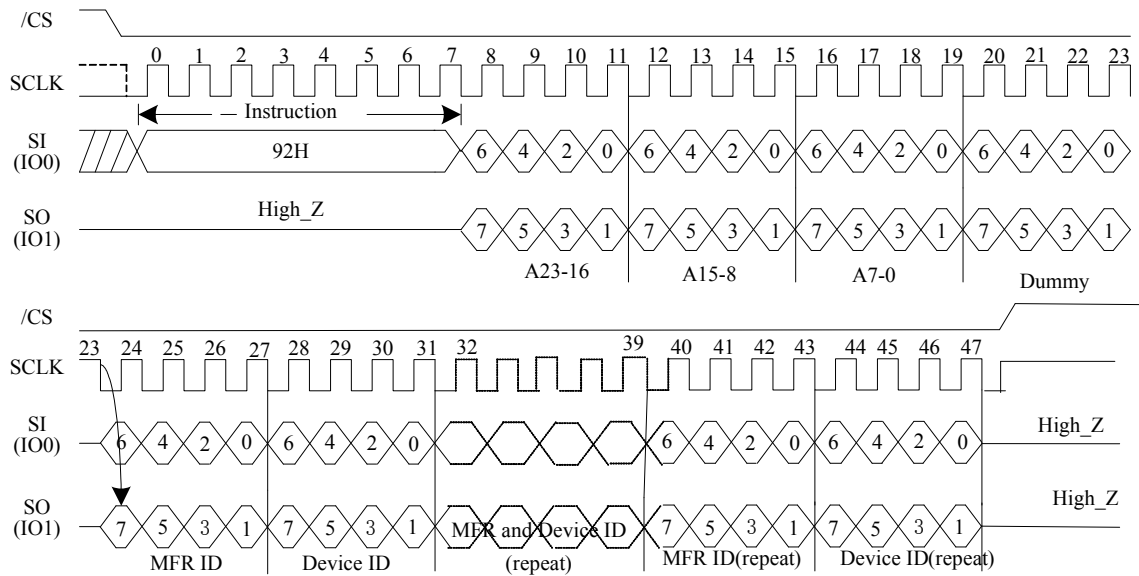 /CS
0 1 2 3 4 5 6 7 8 9 10 11 12 13 14 15 16 17 18 19 20 21 22 23
SCLK
Instruction
SI
(IO0)
92H
6 4 2 0 6 4 2 0 6 4 2 0 6 4 2 0
SO
(IO1)
High_Z
7 5 3 1 7 5 3 1 7 5 3 1 7 5 3 1
A23-16 A15-8 A7-0 Dummy
/CS
23 24 25 26 27 28 29 30 31 32 39 40 41 42 43 44 45 46 47
SCLK
SI
(IO0)
6 4 2 0 6 4 2 0 6 4 2 0 6 4 2 0
High_Z
SO
(IO1)
7 5 3 1 7 5 3 1 MFR and Device ID 7 5 3 1 7 5 3 1
High_Z
MFR ID Device ID (repeat) MFR ID(repeat) Device ID(repeat)